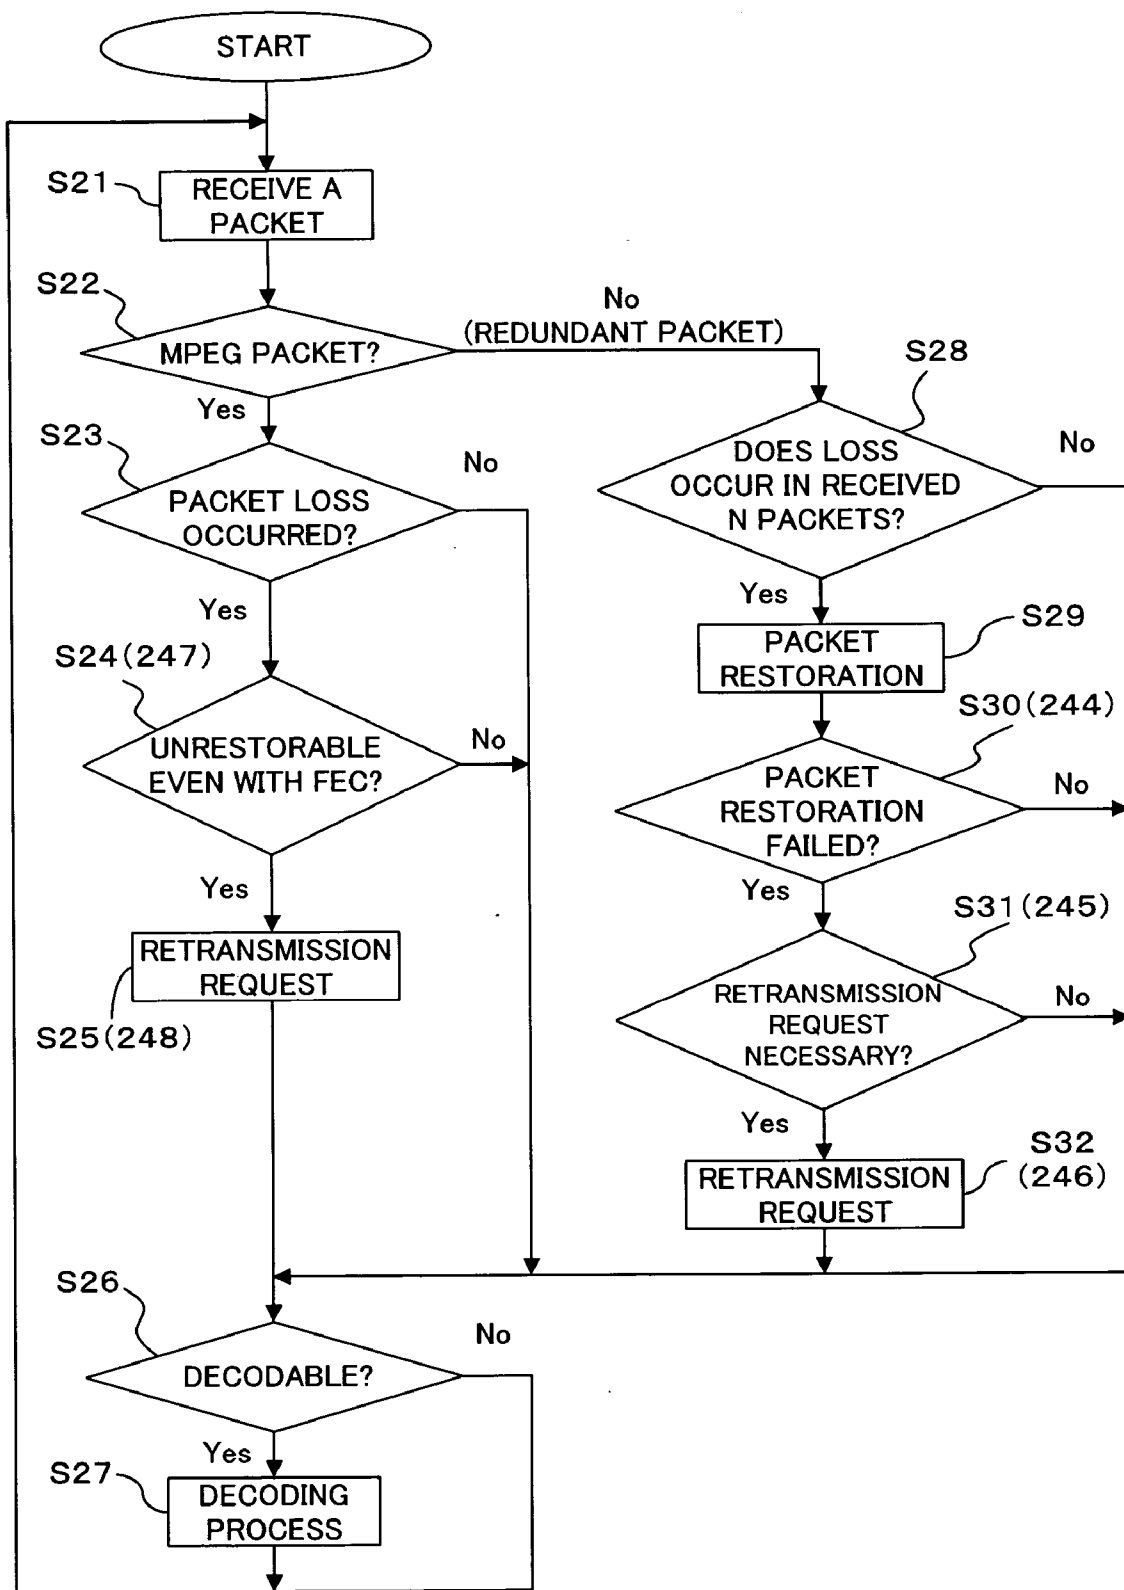 START
S21
RECEIVE A
PACKET
S22
MPEG PACKET?
No
(REDUNDANT PACKET)
Yes
S23
PACKET LOSS
OCCURRED?
No
Yes
S24(247)
UNRESTORABLE
EVEN WITH FEC?
No
Yes
RETRANSMISSION
REQUEST
S25(248)
S28
DOES LOSS
OCCUR IN RECEIVED
N PACKETS?
No
Yes
S29
PACKET
RESTORATION
S30(244)
PACKET
RESTORATION
FAILED?
No
Yes
S31(245)
RETRANSMISSION
REQUEST
NECESSARY?
No
Yes
S32
(246)
RETRANSMISSION
REQUEST
S26
DECODABLE?
No
Yes
S27
DECODING
PROCESS